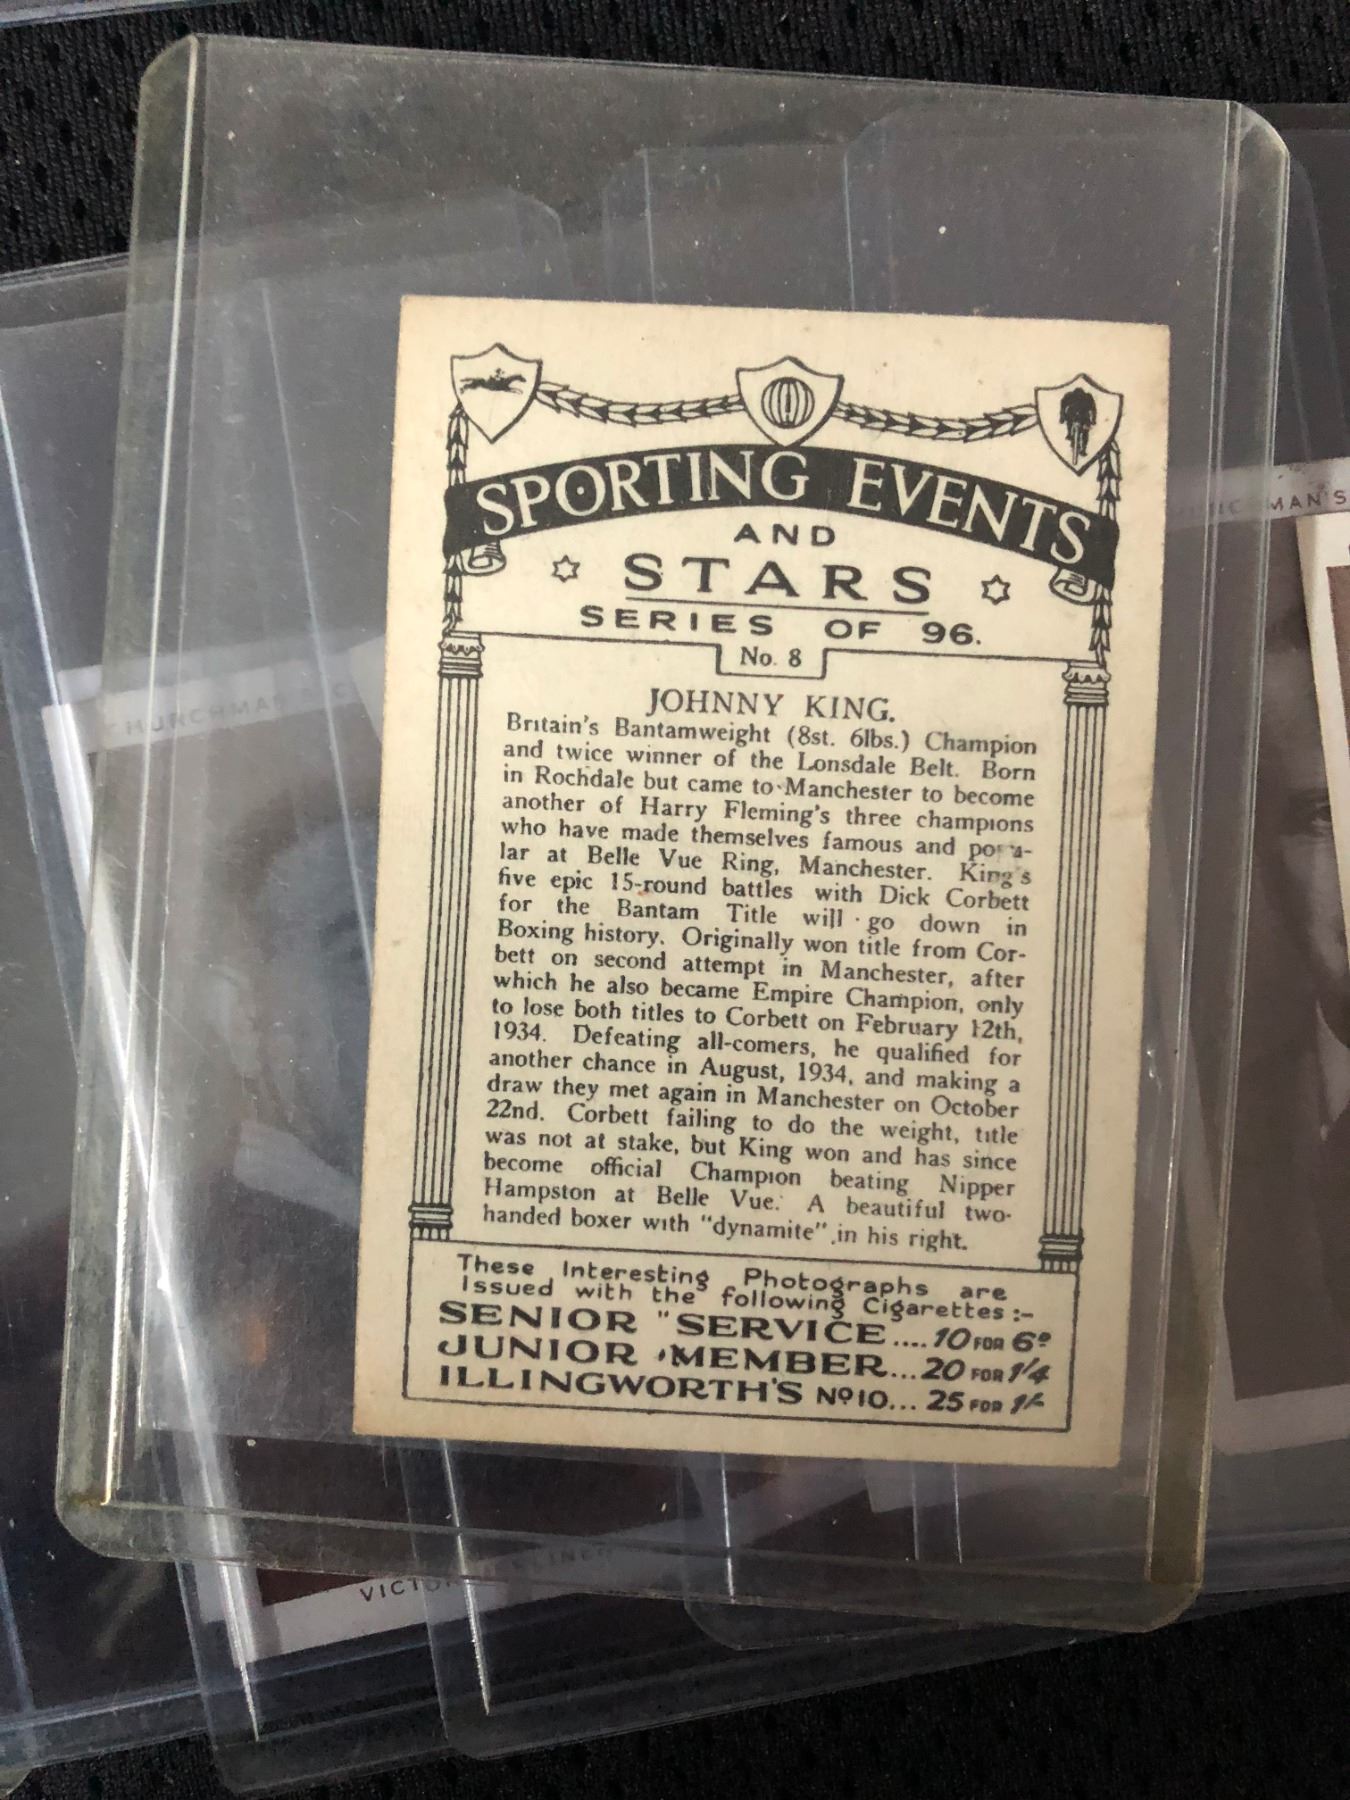 SPORTING EVENTS
AND
STARS
SERIES OF 96.
No. 8
JOHNNY KING.
Britain's Bantamweight (8st. 6lbs.) Champion
and twice winner of the Lonsdale Belt. Born
in Rochdale but came to Manchester to become
another of Harry Fleming's three champions
who have made themselves famous and popu-
lar at Belle Vue Ring, Manchester. King's
five epic 15-round battles with Dick Corbett
for the Bantam Title will go down in
Boxing history. Originally won title from Cor-
bett on second attempt in Manchester, after
which he also became Empire Champion, only
to lose both titles to Corbett on February 12th,
1934. Defeating all-comers, he qualified for
another chance in August, 1934, and making a
draw they met again in Manchester on October
22nd. Corbett failing to do the weight, title
was not at stake, but King won and has since
become official Champion beating Nipper
Hampston at Belle Vue. A beautiful two-
handed boxer with "dynamite" in his right.
These Interesting Photographs are
Issued with the following Cigarettes :-
SENIOR "SERVICE .... 10 FOR 6D
JUNIOR MEMBER... 20 FOR 1/4
ILLINGWORTH'S No 10... 25 FOR 1/-